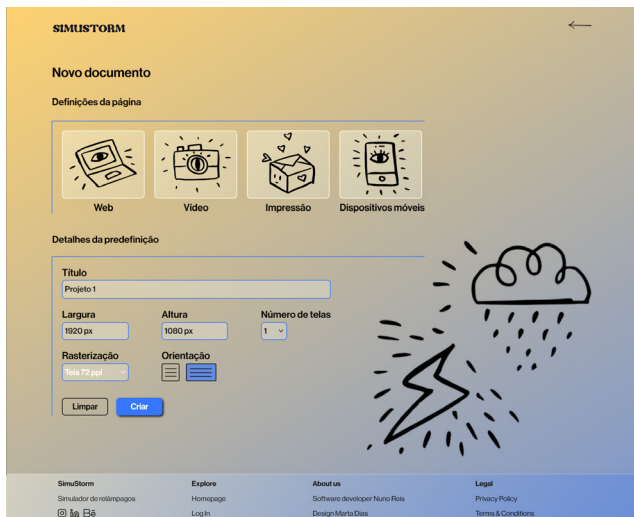 SIMUSTORM
Novo documento
Definições da página
Web Vídeo Impressão Dispositivos móveis
Detalhes da predefinição
Título
Projeto 1
Largura Altura Número de telas
1920 px 1080 px 1
Rasterização Orientação
Tela 72 ppi
Limpar Criar
SimuStorm Explore About us Legal
Simulador de relâmpagos Homepage Software developer Nuno Reis Privacy Policy
in Bē Log In Design Marta Dias Terms & Conditions